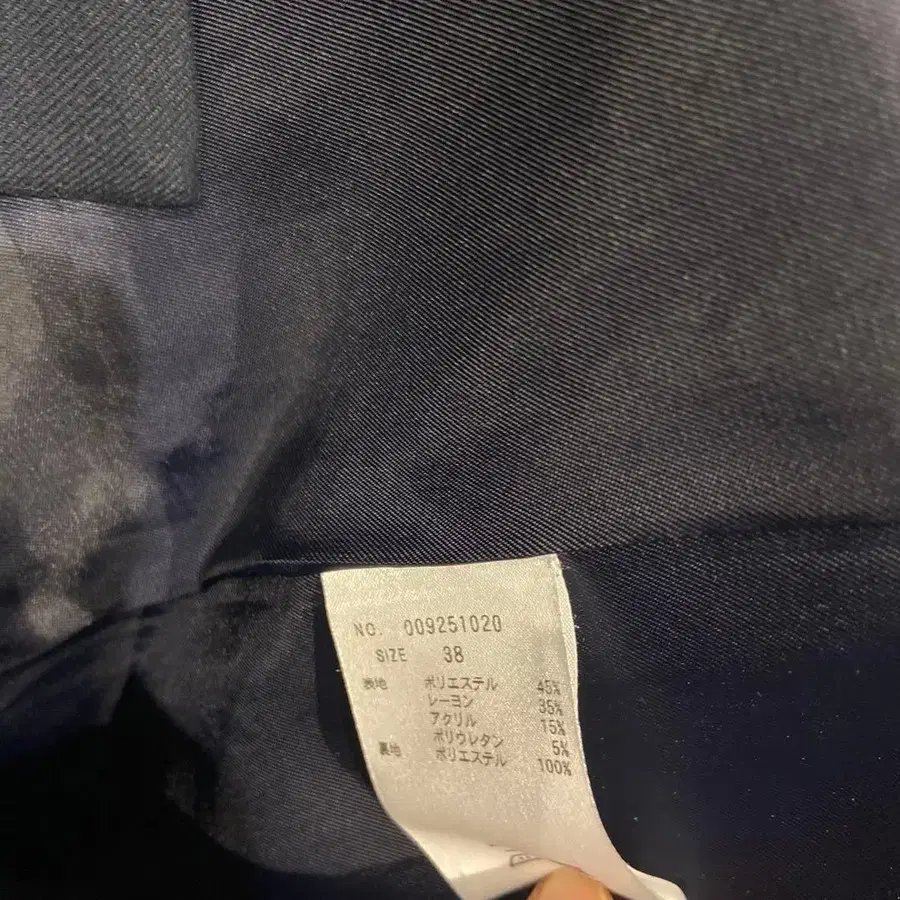 NO. 009251020
SIZE 38
表地 ポリエステル 45%
レーヨン 35%
アクリル 15%
ポリウレタン 5%
裏地 ポリエステル 100%